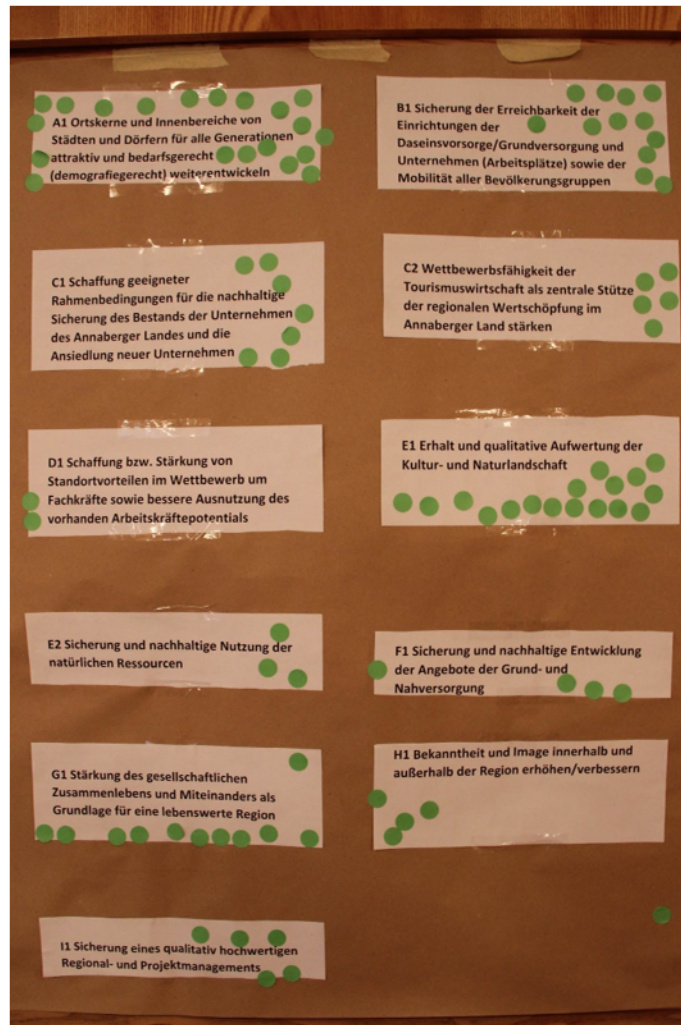 A1 Ortskerne und Innenbereiche von
Städten und Dörfern für alle Generationen
attraktiv und bedarfsgerecht
(demografiegerecht) weiterentwickeln
B1 Sicherung der Erreichbarkeit der
Einrichtungen der
Daseinsvorsorge/Grundversorgung und
Unternehmen (Arbeitsplätze) sowie der
Mobilität aller Bevölkerungsgruppen
C1 Schaffung geeigneter
Rahmenbedingungen für die nachhaltige
Sicherung des Bestands der Unternehmen
des Annaberger Landes und die
Ansiedlung neuer Unternehmen
C2 Wettbewerbsfähigkeit der
Tourismuswirtschaft als zentrale Stütze
der regionalen Wertschöpfung im
Annaberger Land stärken
D1 Schaffung bzw. Stärkung von
Standortvorteilen im Wettbewerb um
Fachkräfte sowie bessere Ausnutzung des
vorhanden Arbeitskräftepotentials
E1 Erhalt und qualitative Aufwertung der
Kultur- und Naturlandschaft
E2 Sicherung und nachhaltige Nutzung der
natürlichen Ressourcen
F1 Sicherung und nachhaltige Entwicklung
der Angebote der Grund- und
Nahversorgung
G1 Stärkung des gesellschaftlichen
Zusammenlebens und Miteinanders als
Grundlage für eine lebenswerte Region
H1 Bekanntheit und Image innerhalb und
außerhalb der Region erhöhen/verbessern
I1 Sicherung eines qualitativ hochwertigen
Regional- und Projektmanagements